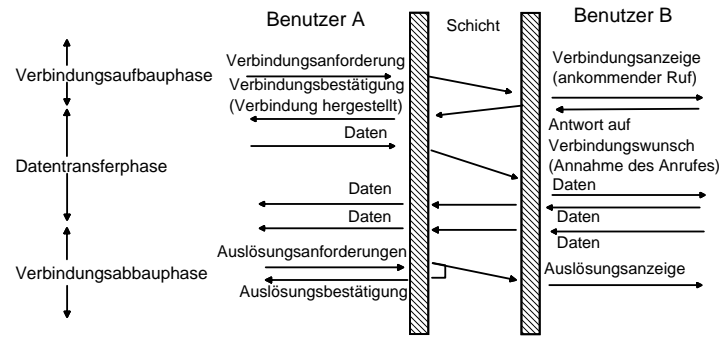 Benutzer A
Schicht
Benutzer B
Verbindungsaufbauphase
Verbindungsanforderung
Verbindungsbestätigung
(Verbindung hergestellt)
Verbindungsanzeige
(ankommender Ruf)
Antwort auf
Verbindungswunsch
(Annahme des Anrufes)
Datentransferphase
Daten
Daten
Daten
Daten
Daten
Daten
Verbindungsabbauphase
Auslösungsanforderungen
Auslösungsbestätigung
Auslösungsanzeige